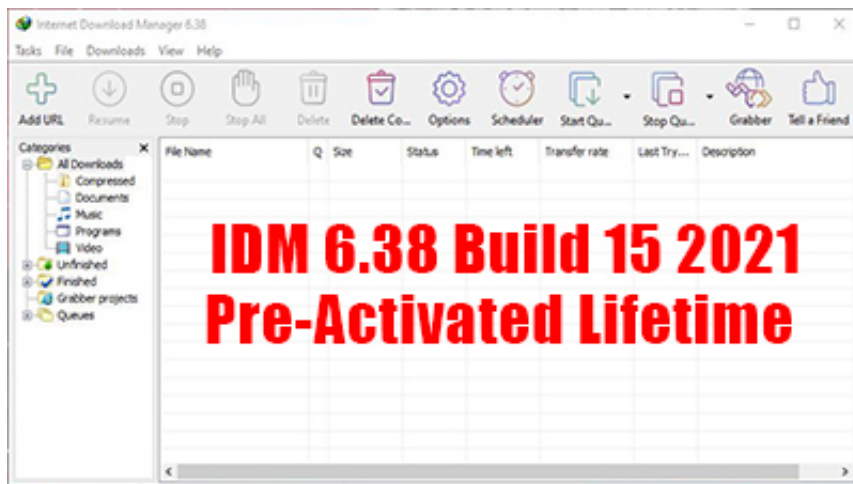 Internet Download Manager 6.38
Tasks File Downloads View Help
Add URL Resume Stop Stop All Delete Delete Co... Options Scheduler Start Qu... Stop Qu... Grabber Tell a Friend
Categories
File Name Q Size Status Time left Transfer rate Last Try... Description
All Downloads
Compressed
Documents
Music
Programs
Video
Unfinished
Finished
Grabber projects
Queues
IDM 6.38 Build 15 2021
Pre-Activated Lifetime